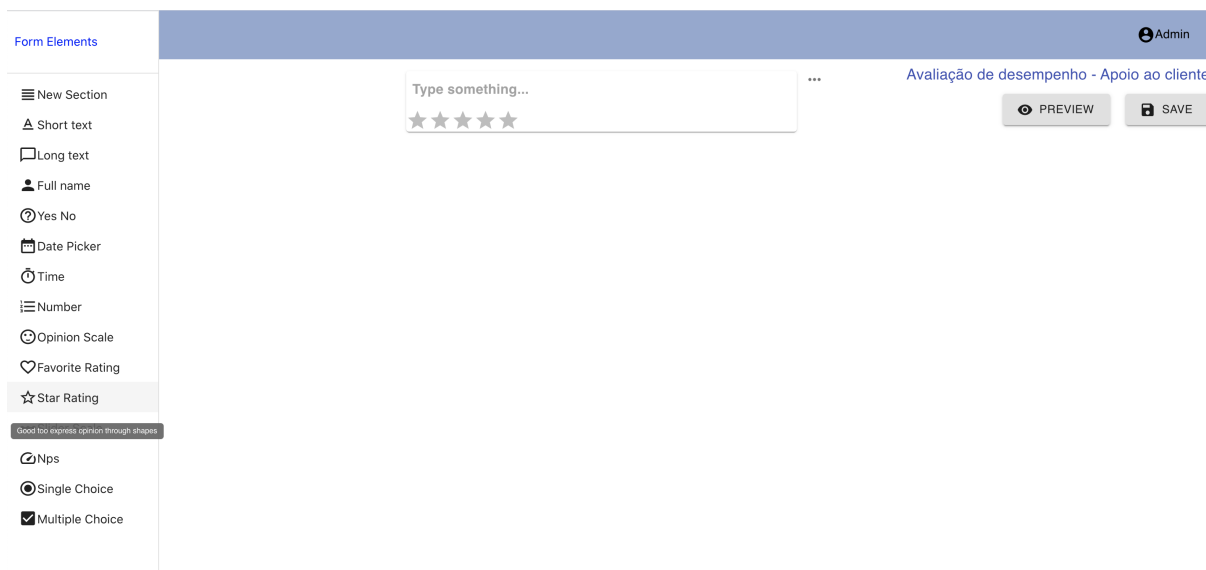 Form Elements
Admin
New Section
Short text
Long text
Full name
Yes No
Date Picker
Time
Number
Opinion Scale
Favorite Rating
Star Rating
Good too express opinion through shapes
Nps
Single Choice
Multiple Choice
Type something...
Avaliação de desempenho - Apoio ao cliente
PREVIEW
SAVE